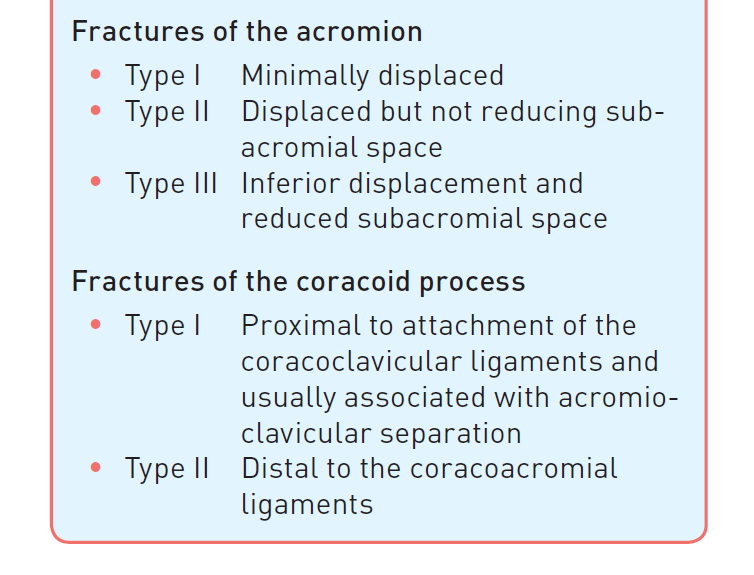 Fractures of the acromion
• Type I Minimally displaced
• Type II Displaced but not reducing sub-
acromial space
• Type III Inferior displacement and
reduced subacromial space
Fractures of the coracoid process
• Type I Proximal to attachment of the
coracoclavicular ligaments and
usually associated with acromio-
clavicular separation
• Type II Distal to the coracoacromial
ligaments